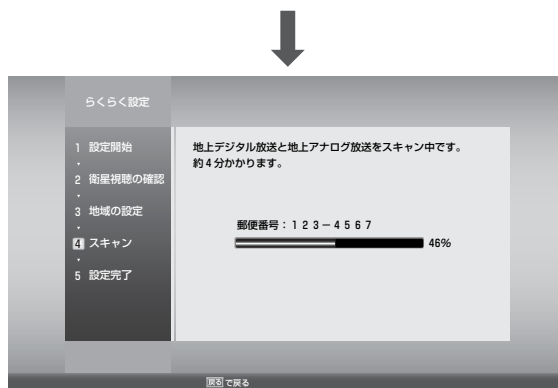 らくらく設定
1 設定開始
・
2 衛星視聴の確認
・
3 地域の設定
・
4 スキャン
・
5 設定完了
地上デジタル放送と地上アナログ放送をスキャン中です。
約4分かかります。
郵便番号：１２３－４５６７
46%
戻る で戻る